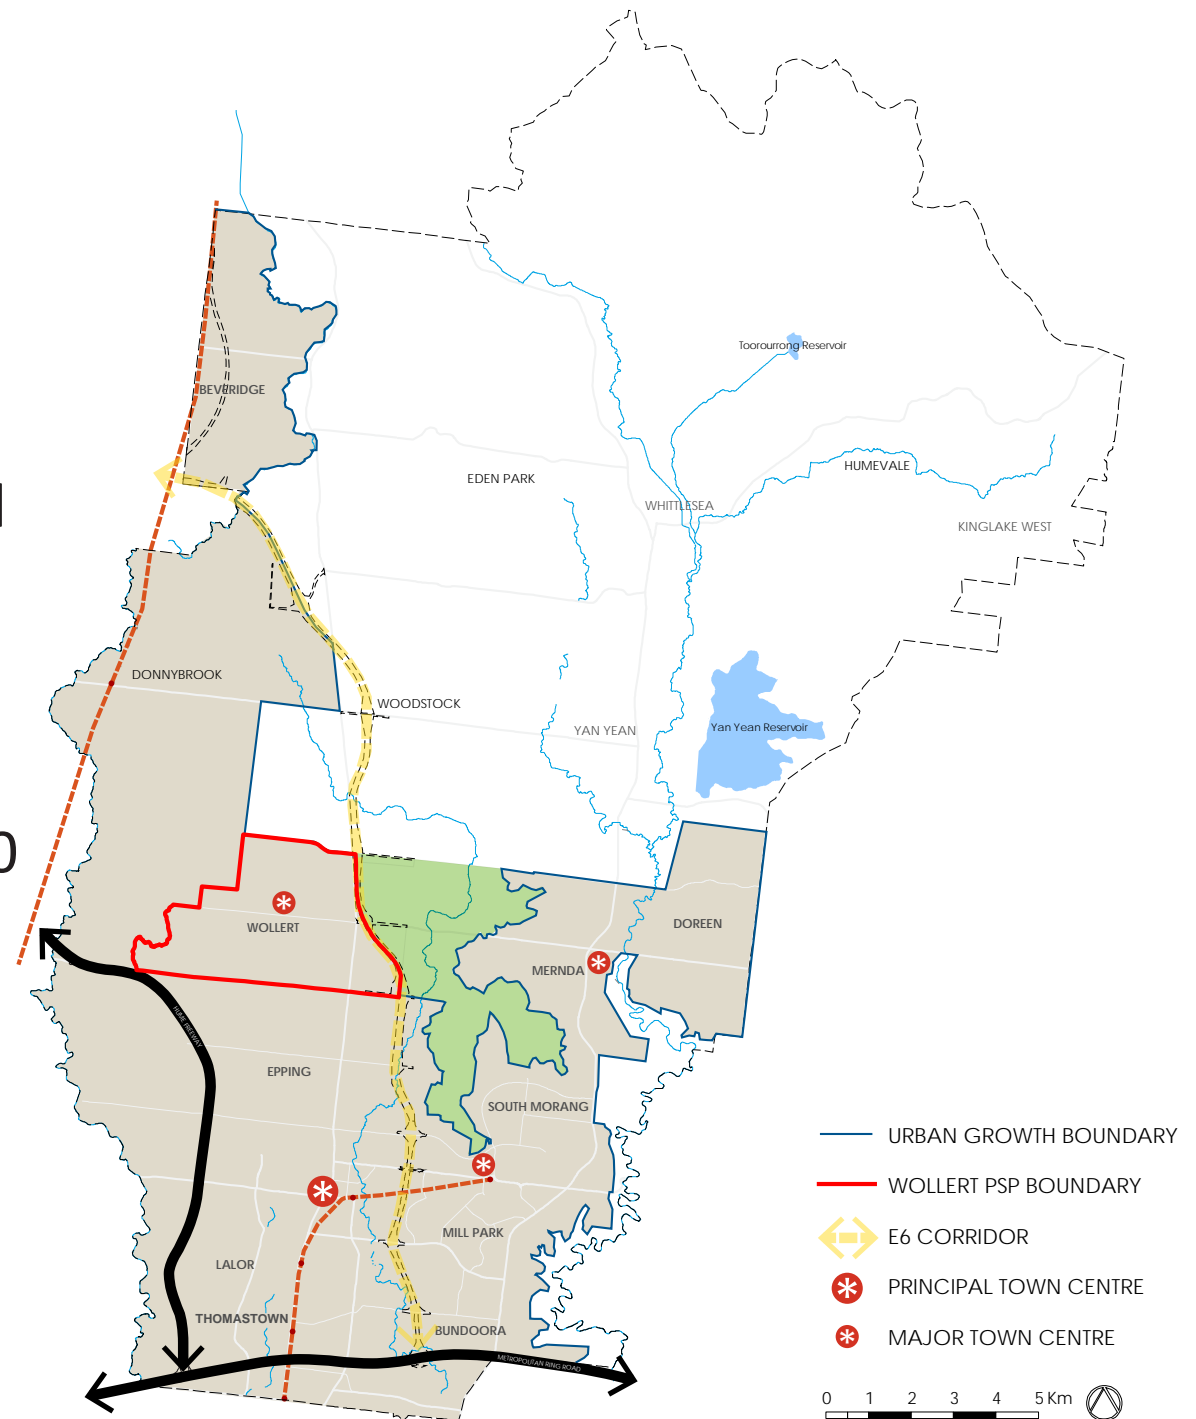 Toorourrong Reservoir
BEVERIDGE
EDEN PARK
HUMEVALE
WHITTLESEA
KINGLAKE WEST
DONNYBROOK
WOODSTOCK
YAN YEAN
Yan Yean Reservoir
WOLLERT
DOREEN
MERNDA
HUME FREEWAY
EPPING
SOUTH MORANG
MILL PARK
LALOR
THOMASTOWN
BUNDOORA
METROPOLITAN RING ROAD
URBAN GROWTH BOUNDARY
WOLLERT PSP BOUNDARY
E6 CORRIDOR
PRINCIPAL TOWN CENTRE
MAJOR TOWN CENTRE
0 1 2 3 4 5 Km